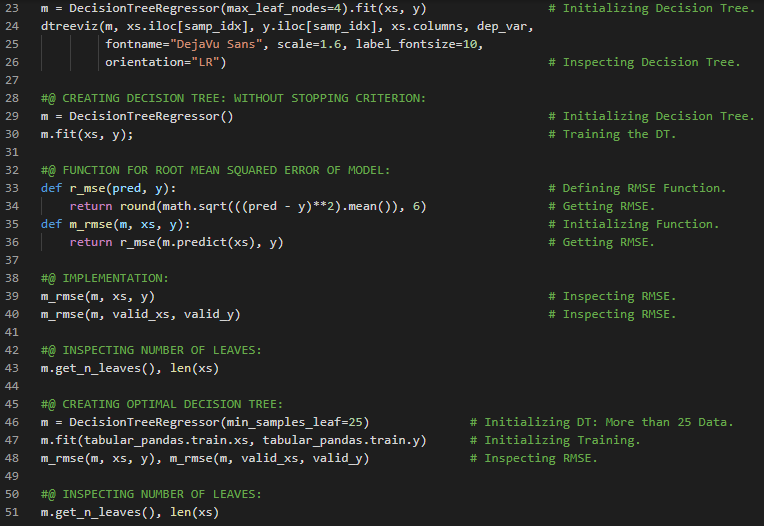 23 m = DecisionTreeRegressor(max_leaf_nodes=4).fit(xs, y) # Initializing Decision Tree.
24 dtreeviz(m, xs.iloc[samp_idx], y.iloc[samp_idx], xs.columns, dep_var,
25 fontname="DejaVu Sans", scale=1.6, label_fontsize=10,
26 orientation="LR") # Inspecting Decision Tree.
27
28 #@ CREATING DECISION TREE: WITHOUT STOPPING CRITERION:
29 m = DecisionTreeRegressor() # Initializing Decision Tree.
30 m.fit(xs, y); # Training the DT.
31
32 #@ FUNCTION FOR ROOT MEAN SQUARED ERROR OF MODEL:
33 def r_mse(pred, y): # Defining RMSE Function.
34 return round(math.sqrt(((pred - y)**2).mean()), 6) # Getting RMSE.
35 def m_rmse(m, xs, y): # Initializing Function.
36 return r_mse(m.predict(xs), y) # Getting RMSE.
37
38 #@ IMPLEMENTATION:
39 m_rmse(m, xs, y) # Inspecting RMSE.
40 m_rmse(m, valid_xs, valid_y) # Inspecting RMSE.
41
42 #@ INSPECTING NUMBER OF LEAVES:
43 m.get_n_leaves(), len(xs)
44
45 #@ CREATING OPTIMAL DECISION TREE:
46 m = DecisionTreeRegressor(min_samples_leaf=25) # Initializing DT: More than 25 Data.
47 m.fit(tabular_pandas.train.xs, tabular_pandas.train.y) # Initializing Training.
48 m_rmse(m, xs, y), m_rmse(m, valid_xs, valid_y) # Inspecting RMSE.
49
50 #@ INSPECTING NUMBER OF LEAVES:
51 m.get_n_leaves(), len(xs)